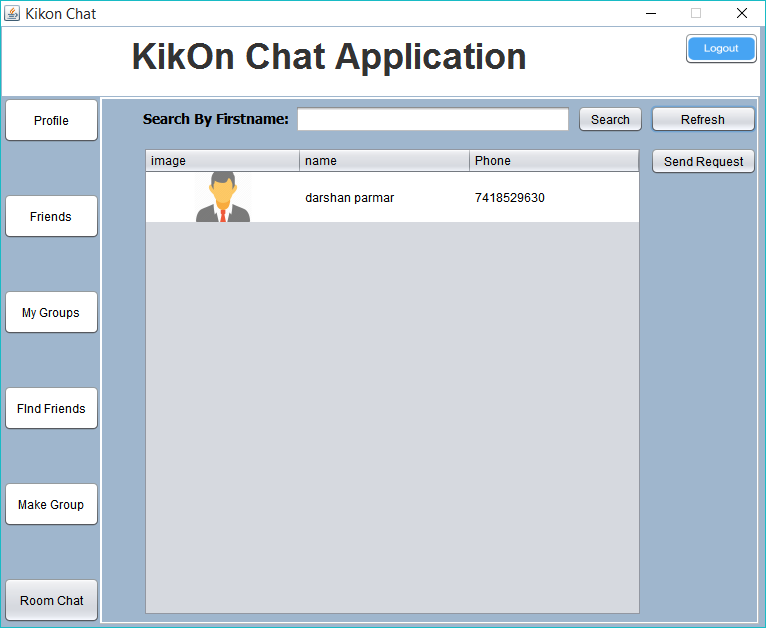 Kikon Chat
KikOn Chat Application
Logout
Profile
Friends
My Groups
FInd Friends
Make Group
Room Chat
Search By Firstname:
Search
Refresh
Send Request
image name Phone
darshan parmar 7418529630